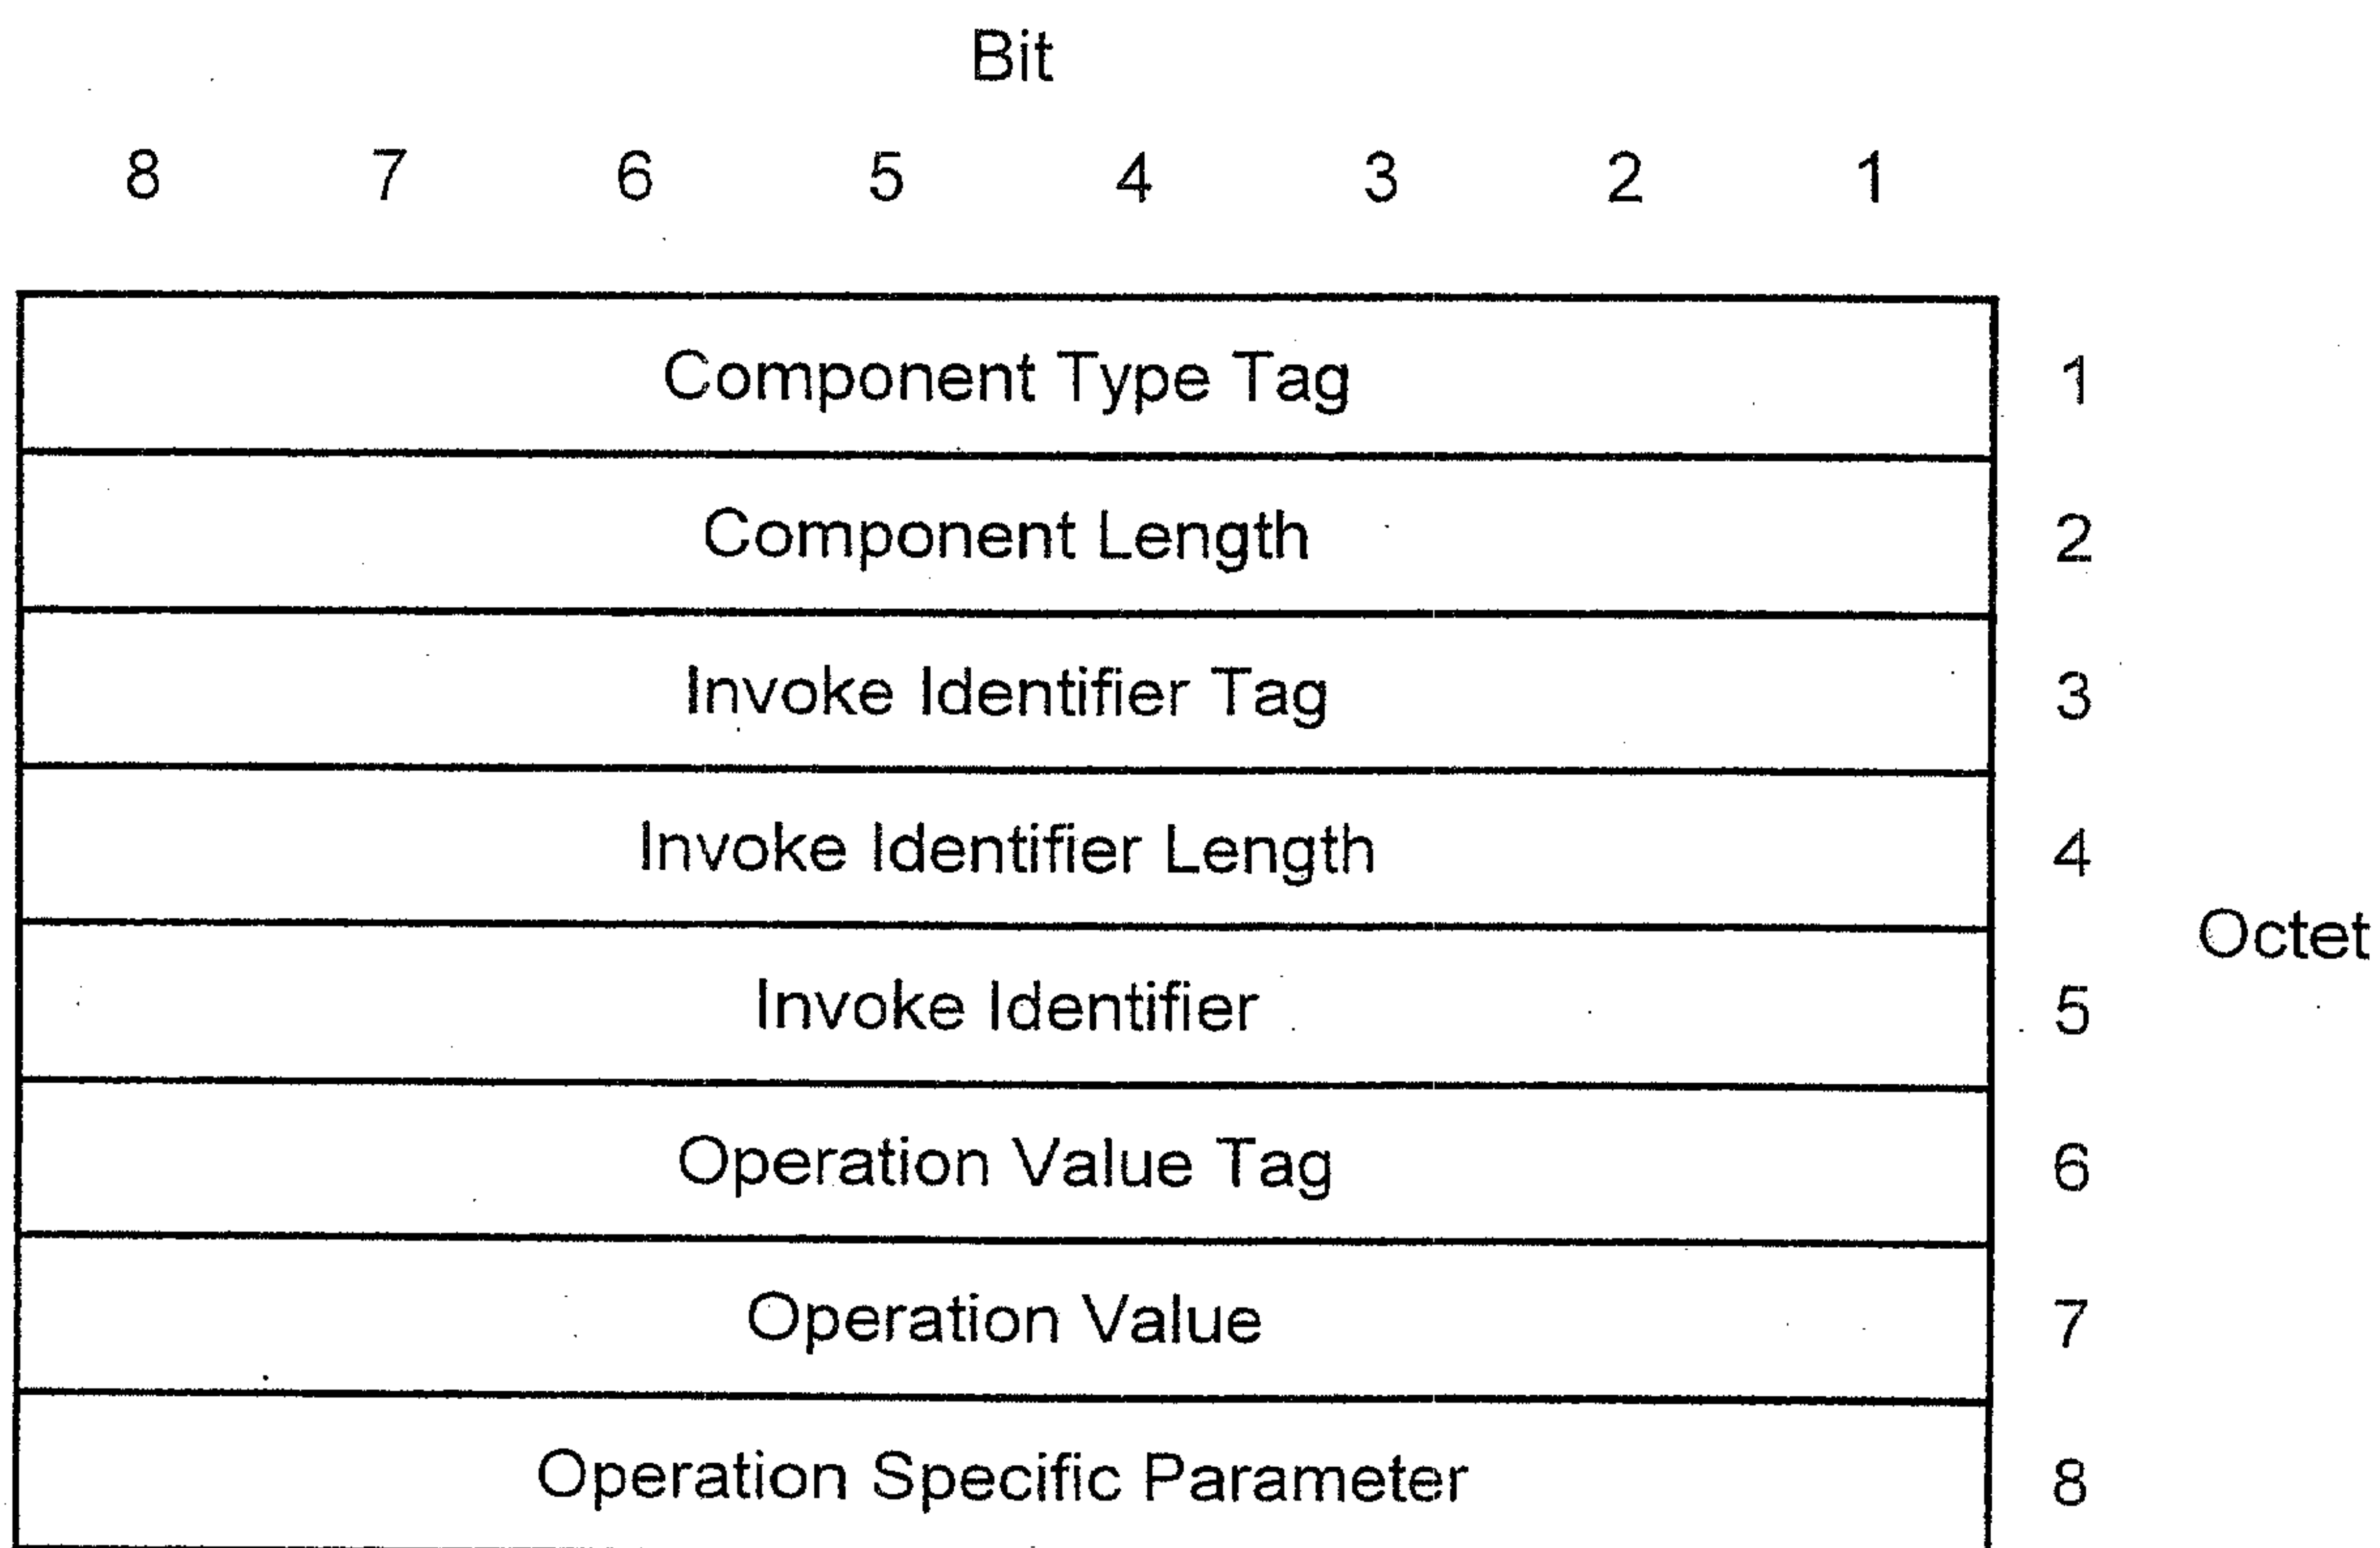 Bit
8 7 6 5 4 3 2 1
Component Type Tag 1
Component Length 2
Invoke Identifier Tag 3
Invoke Identifier Length 4
Octet
Invoke Identifier 5
Operation Value Tag 6
Operation Value 7
Operation Specific Parameter 8